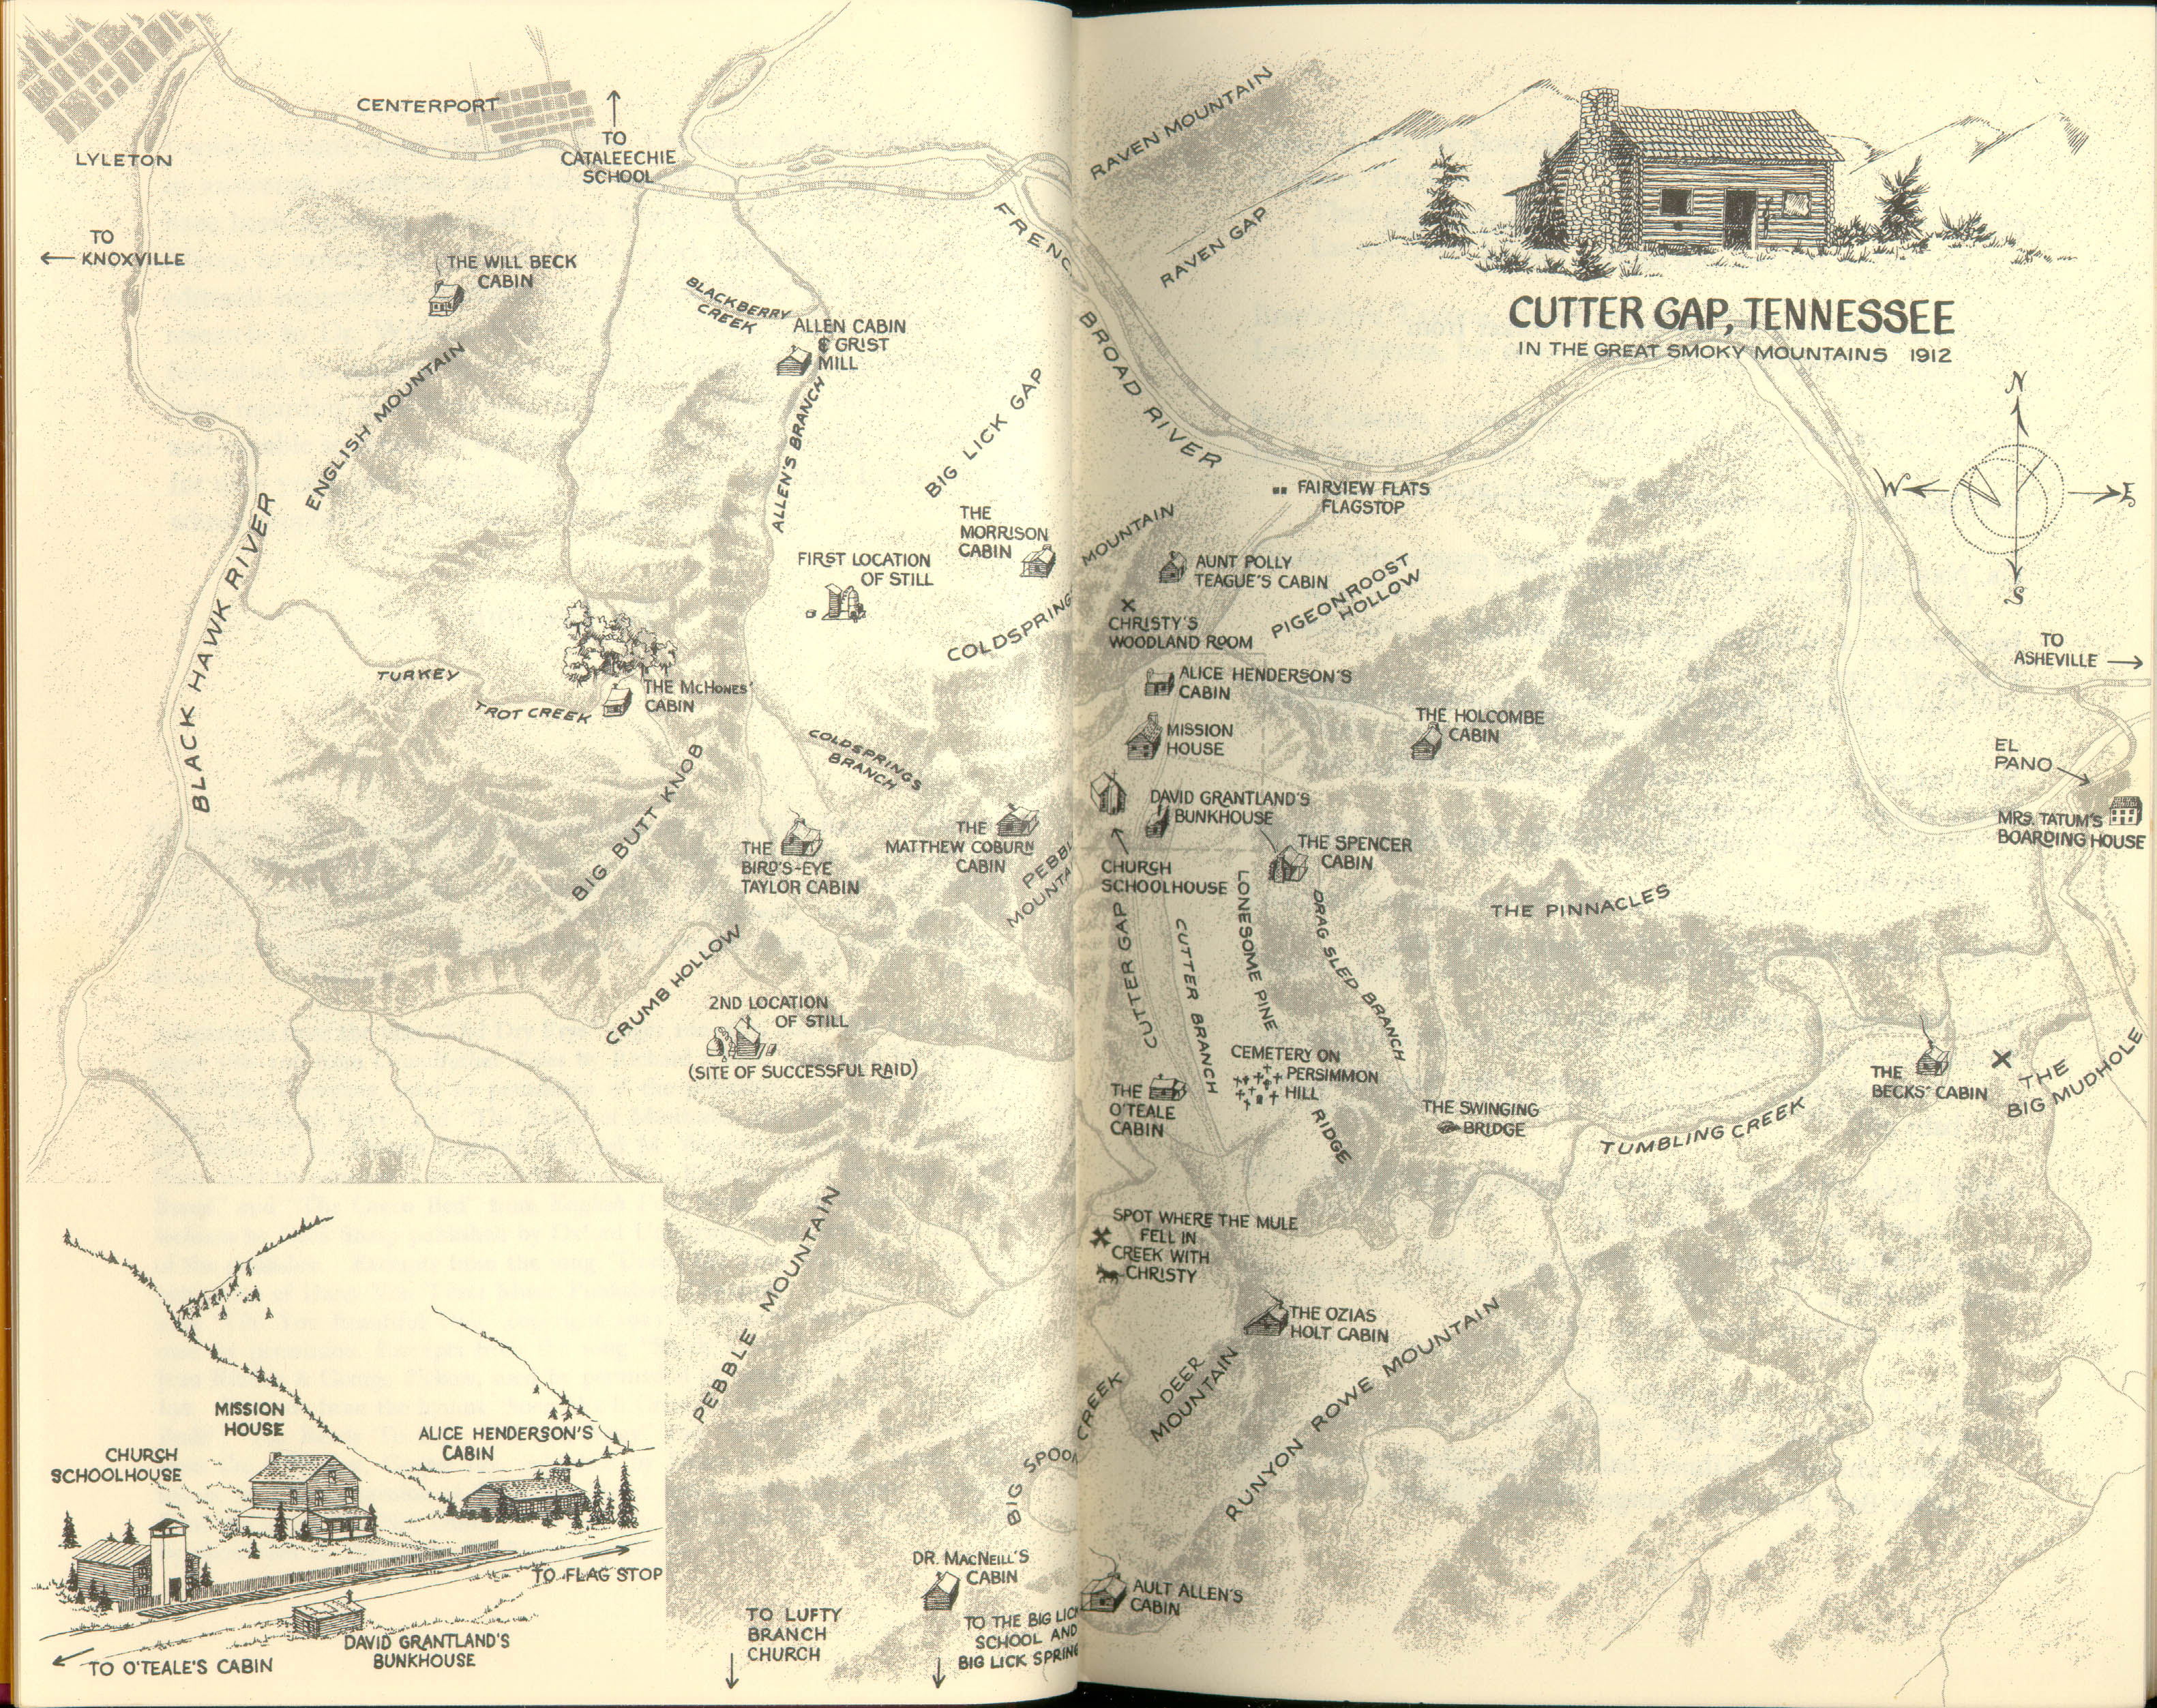 CENTERPORT
LYLETON
TO
CATALEECHIE
SCHOOL
TO
← KNOXVILLE
THE WILL BECK
CABIN
ENGLISH MOUNTAIN
BLACKBERRY
CREEK
ALLEN CABIN
& GRIST
MILL
ALLEN'S BRANCH
BIG LICK GAP
THE
MORRISON
CABIN
FIRST LOCATION
OF STILL
COLDSPRING
MOUNTAIN
BLACK HAWK RIVER
TURKEY
TROT CREEK
THE McHONES'
CABIN
COLDSPRINGS
BRANCH
BIG BUTT KNOB
THE
BIRD'S-EYE
TAYLOR CABIN
THE
MATTHEW COBURN
CABIN
CRUMB HOLLOW
2ND LOCATION
OF STILL
(SITE OF SUCCESSFUL RAID)
PEBBLE MOUNTAIN
BIG SPOON CREEK
DR. MACNEILL'S
CABIN
TO LUFTY
BRANCH
CHURCH
TO THE BIG LICK
SCHOOL AND
BIG LICK SPRING
MISSION
HOUSE
ALICE HENDERSON'S
CABIN
CHURCH
SCHOOLHOUSE
TO FLAG STOP
DAVID GRANTLAND'S
BUNKHOUSE
TO O'TEALE'S CABIN
RAVEN MOUNTAIN
RAVEN GAP
FRENCH BROAD RIVER
CUTTER GAP, TENNESSEE
IN THE GREAT SMOKY MOUNTAINS 1912
N
W
E
S
FAIRVIEW FLATS
FLAGSTOP
AUNT POLLY
TEAGUE'S CABIN
PIGEONROOST
HOLLOW
CHRISTY'S
WOODLAND ROOM
ALICE HENDERSON'S
CABIN
MISSION
HOUSE
THE HOLCOMBE
CABIN
TO
ASHEVILLE →
EL
PANO
MRS. TATUM'S
BOARDING HOUSE
DAVID GRANTLAND'S
BUNKHOUSE
THE SPENCER
CABIN
CHURCH
SCHOOLHOUSE
CUTTER GAP
CUTTER BRANCH
LONESOME PINE
RIDGE
DRAG SLED BRANCH
THE PINNACLES
CEMETERY ON
PERSIMMON
HILL
THE
O'TEALE
CABIN
THE SWINGING
BRIDGE
TUMBLING CREEK
THE
BECKS' CABIN
THE
BIG MUDHOLE
SPOT WHERE THE MULE
FELL IN
CREEK WITH
CHRISTY
THE OZIAS
HOLT CABIN
DEER
MOUNTAIN
RUNYON ROWE MOUNTAIN
AULT ALLEN'S
CABIN